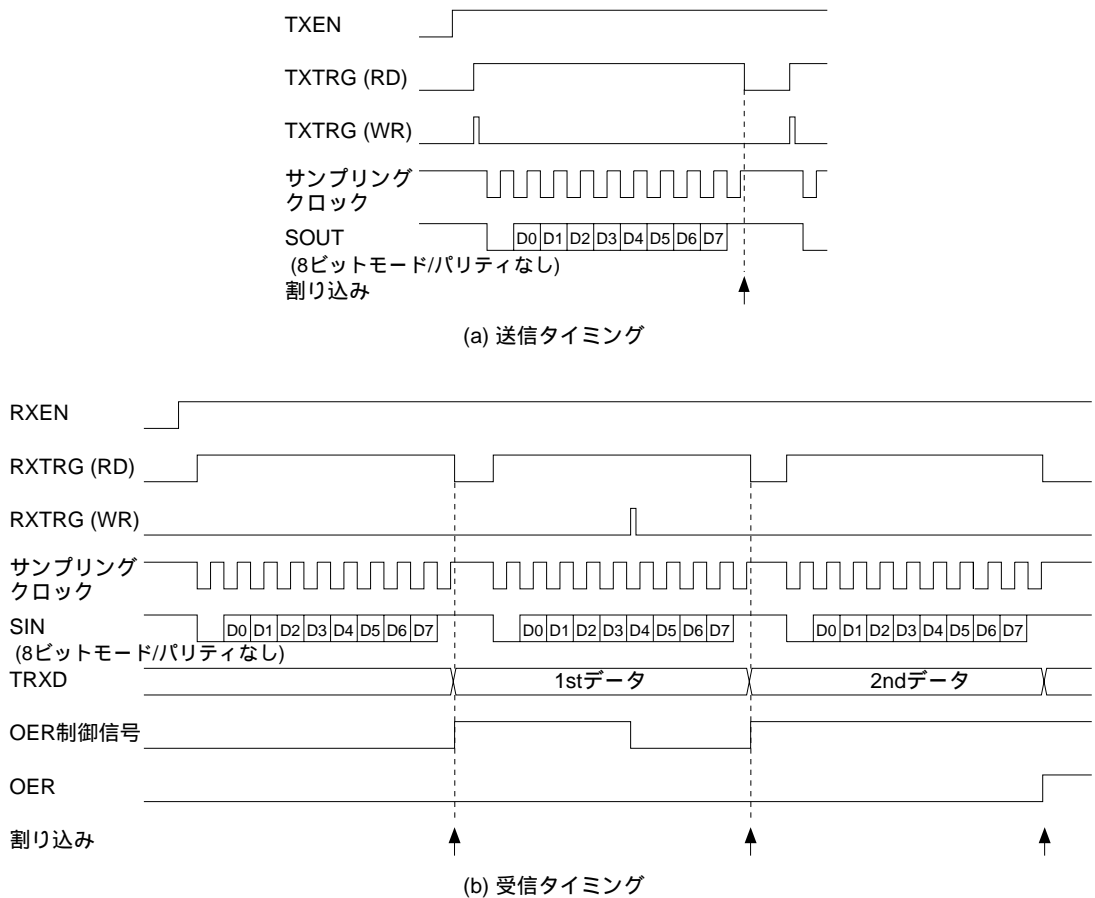 TXEN
TXTRG (RD)
TXTRG (WR)
サンプリング
クロック
SOUT
D0 D1 D2 D3 D4 D5 D6 D7
(8ビットモード/パリティなし)
割り込み
(a) 送信タイミング
RXEN
RXTRG (RD)
RXTRG (WR)
サンプリング
クロック
SIN
D0 D1 D2 D3 D4 D5 D6 D7 D0 D1 D2 D3 D4 D5 D6 D7 D0 D1 D2 D3 D4 D5 D6 D7
(8ビットモード/パリティなし)
TRXD 1stデータ 2ndデータ
OER制御信号
OER
割り込み
(b) 受信タイミング